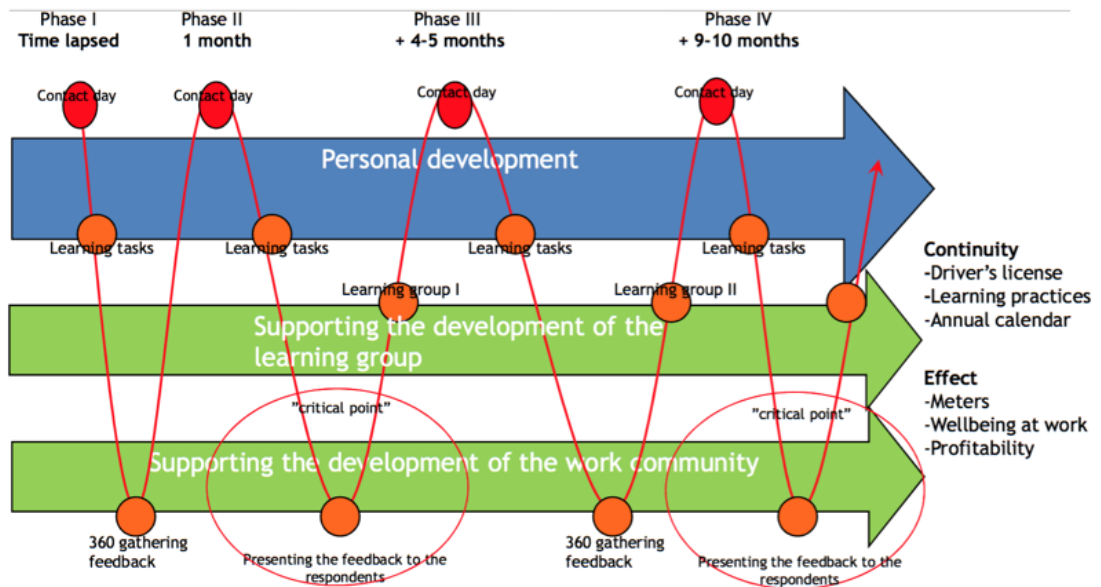 Phase I
Time lapsed
Phase II
1 month
Phase III
+ 4-5 months
Phase IV
+ 9-10 months
Contact day
Contact day
Contact day
Contact day
Personal development
Learning tasks
Learning tasks
Learning tasks
Learning tasks
Learning group I
Learning group II
Supporting the development of the
learning group
"critical point"
"critical point"
Supporting the development of the work community
360 gathering
feedback
Presenting the feedback to the
respondents
360 gathering
feedback
Presenting the feedback to the
respondents
Continuity
-Driver's license
-Learning practices
-Annual calendar
Effect
-Meters
-Wellbeing at work
-Profitability